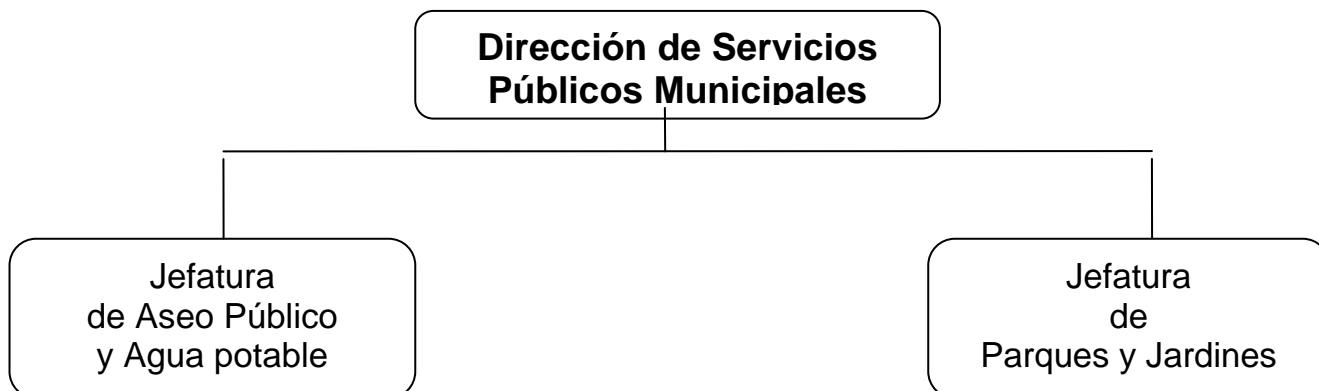 Dirección de Servicios
Públicos Municipales
Jefatura
de Aseo Público
y Agua potable
Jefatura
de
Parques y Jardines